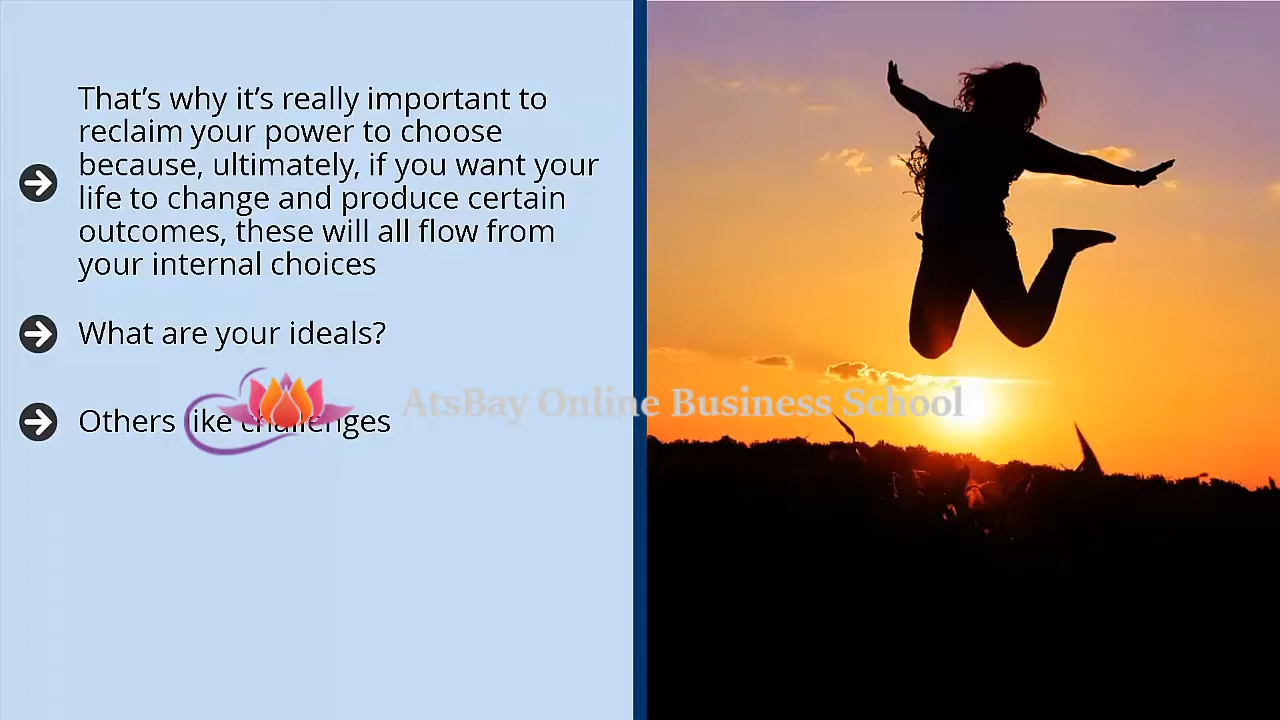 That’s why it’s really important to
reclaim your power to choose
because, ultimately, if you want your
life to change and produce certain
outcomes, these will all flow from
your internal choices
What are your ideals?
Others like challenges
AtsBay Online Business School